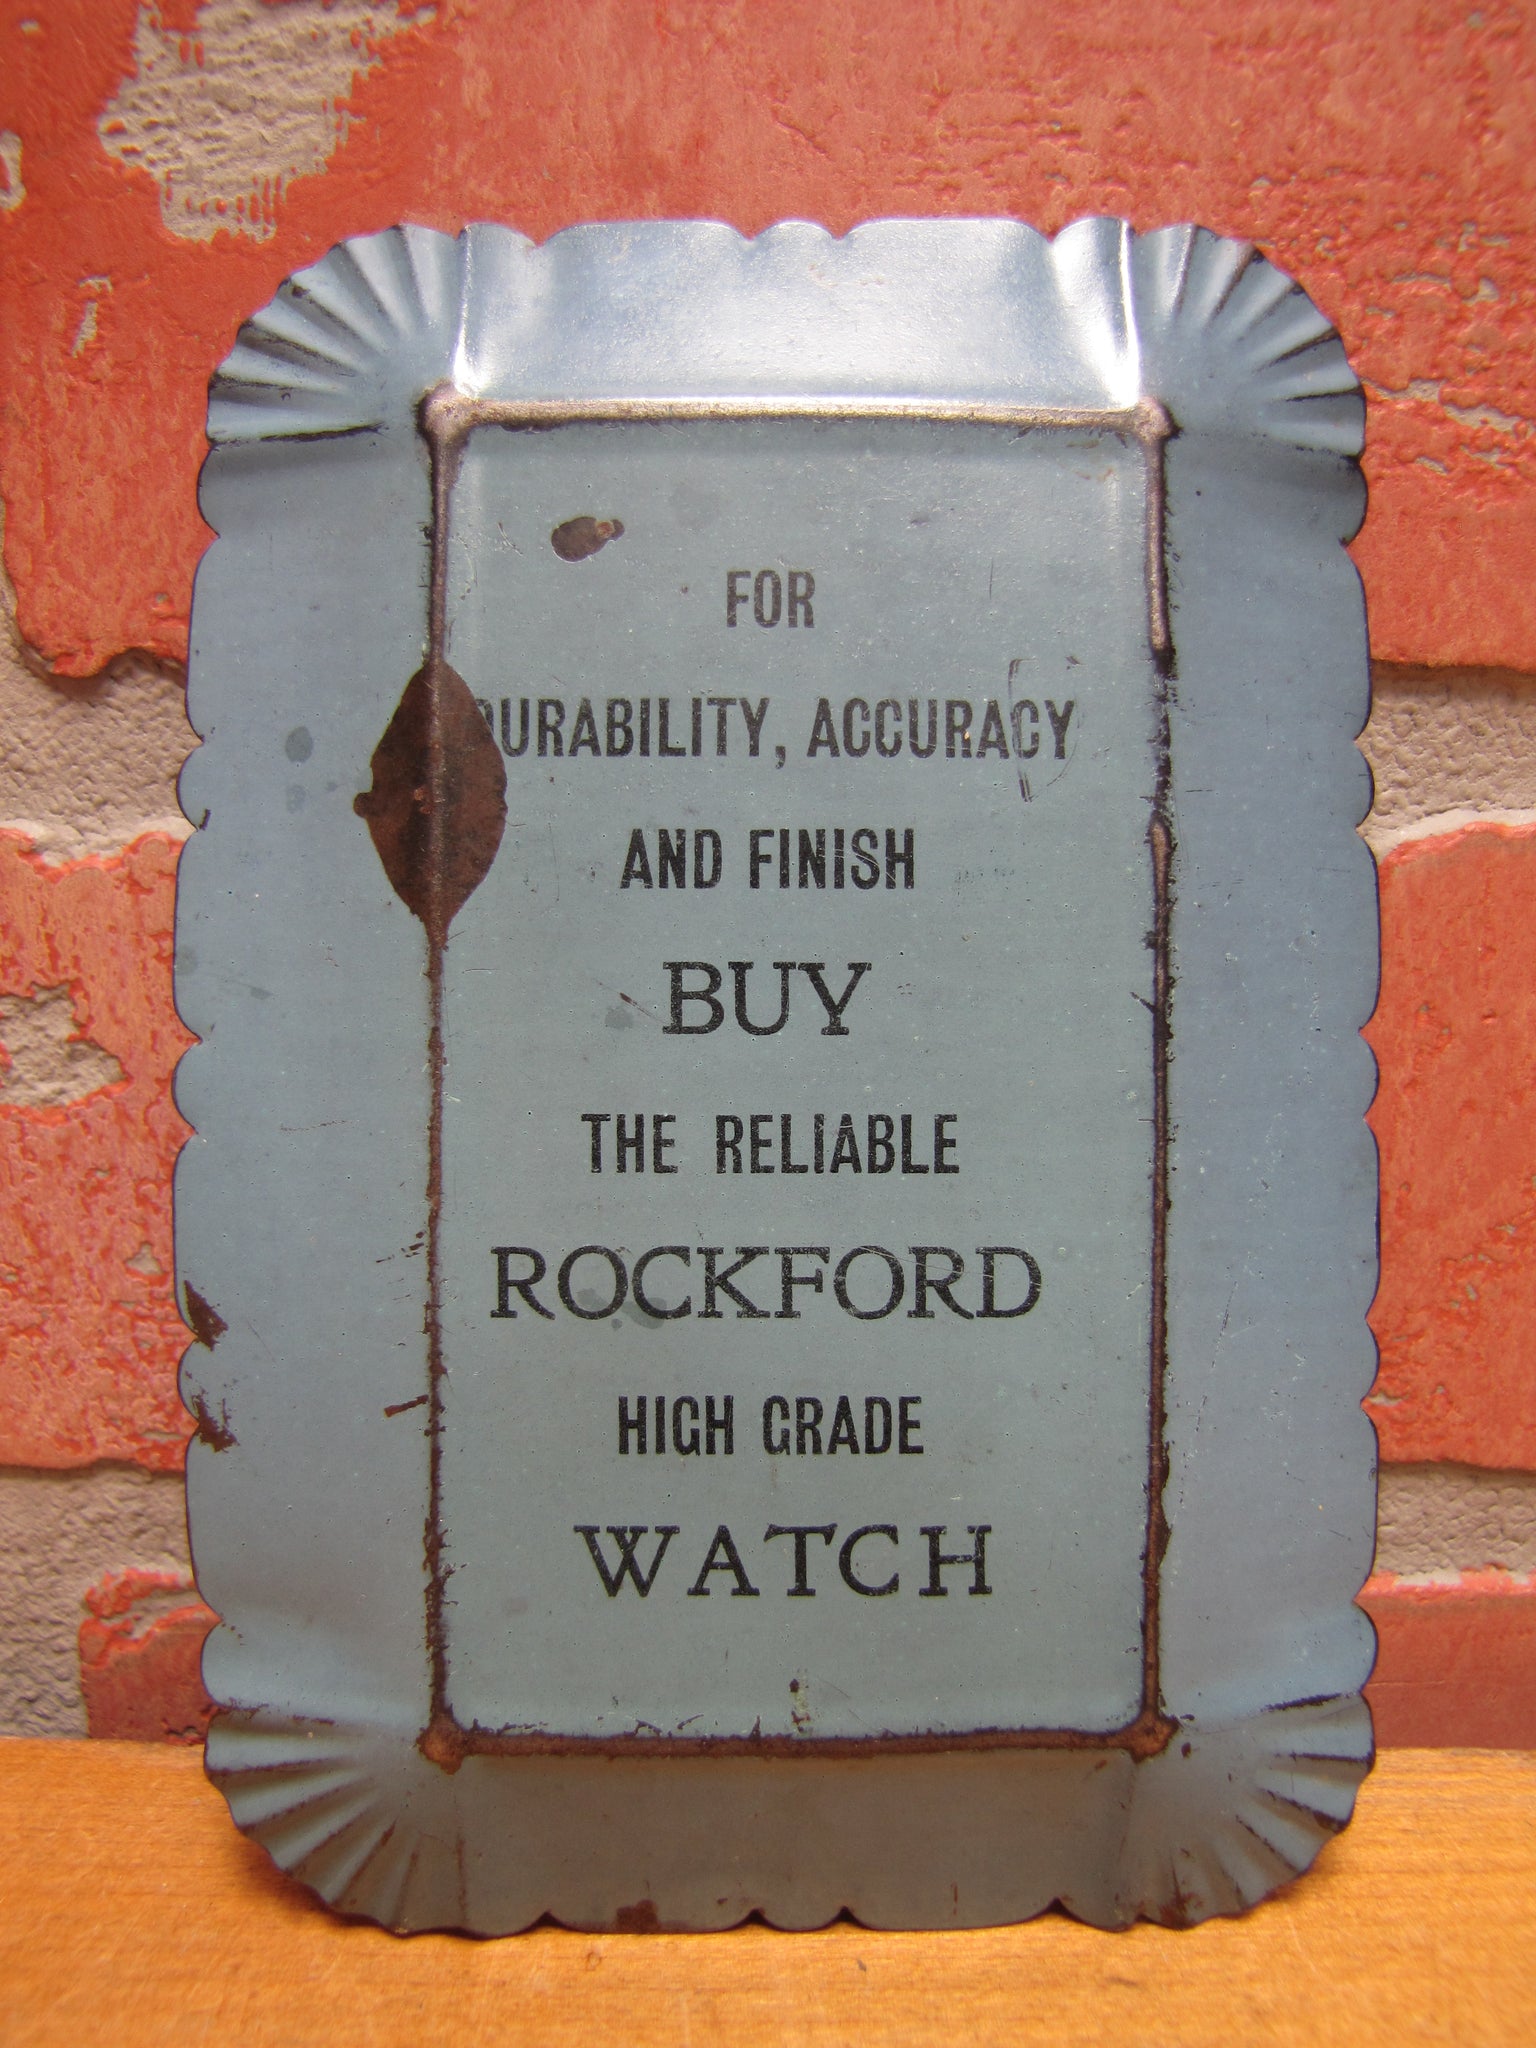 FOR
DURABILITY, ACCURACY
AND FINISH
BUY
THE RELIABLE
ROCKFORD
HIGH GRADE
WATCH